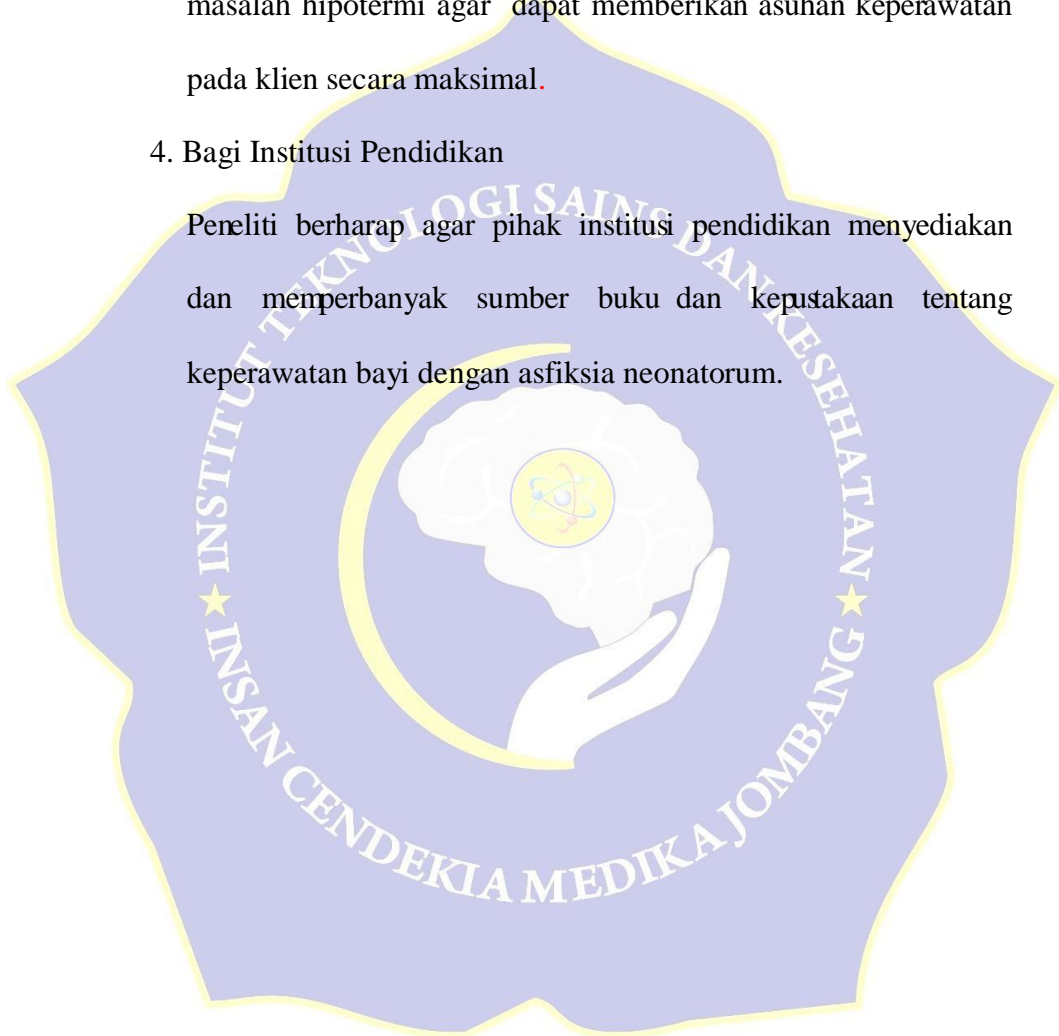 masalah hipotermi agar dapat memberikan asuhan keperawatan
pada klien secara maksimal.
4. Bagi Institusi Pendidikan
Peneliti berharap agar pihak institusi pendidikan menyediakan
dan memperbanyak sumber buku dan kepustakaan tentang
keperawatan bayi dengan asfiksia neonatorum.
INSTITUT TEKNOLOGI SAINS DAN KESEHATAN
INSAN CENDEKIA MEDIKA JOMBANG